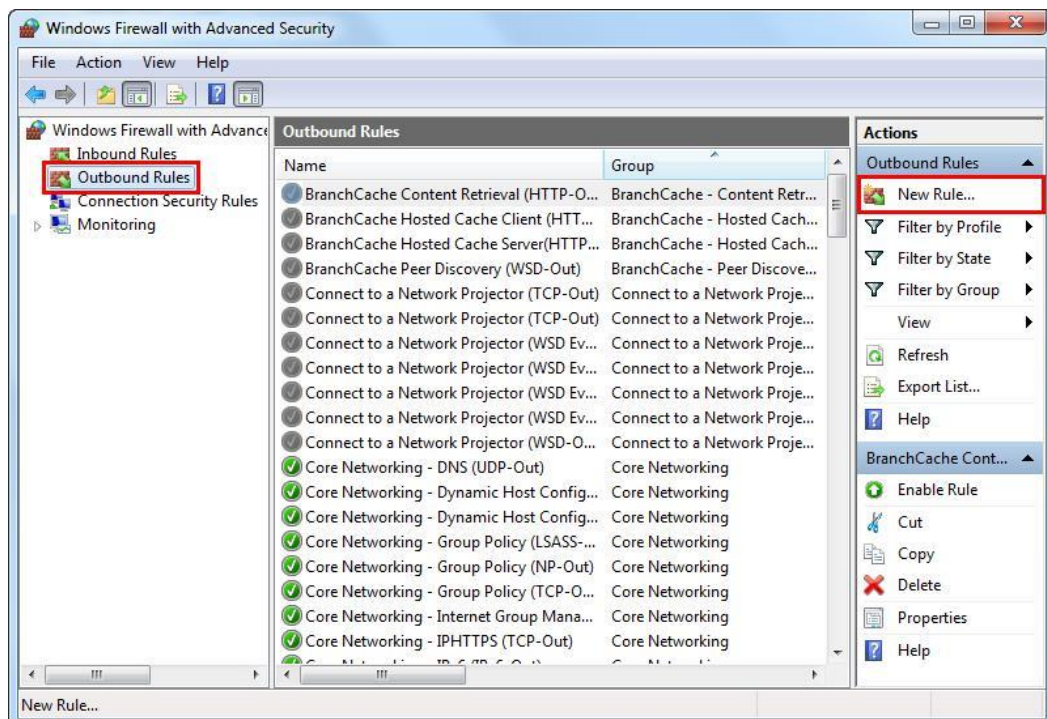 Windows Firewall with Advanced Security
File Action View Help
Windows Firewall with Advance
Inbound Rules
Outbound Rules
Connection Security Rules
Monitoring
Outbound Rules
Name Group
BranchCache Content Retrieval (HTTP-O... BranchCache - Content Retr...
BranchCache Hosted Cache Client (HTT... BranchCache - Hosted Cach...
BranchCache Hosted Cache Server(HTTP... BranchCache - Hosted Cach...
BranchCache Peer Discovery (WSD-Out) BranchCache - Peer Discove...
Connect to a Network Projector (TCP-Out) Connect to a Network Proje...
Connect to a Network Projector (TCP-Out) Connect to a Network Proje...
Connect to a Network Projector (WSD Ev... Connect to a Network Proje...
Connect to a Network Projector (WSD Ev... Connect to a Network Proje...
Connect to a Network Projector (WSD Ev... Connect to a Network Proje...
Connect to a Network Projector (WSD Ev... Connect to a Network Proje...
Connect to a Network Projector (WSD-O... Connect to a Network Proje...
Core Networking - DNS (UDP-Out) Core Networking
Core Networking - Dynamic Host Config... Core Networking
Core Networking - Dynamic Host Config... Core Networking
Core Networking - Group Policy (LSASS-... Core Networking
Core Networking - Group Policy (NP-Out) Core Networking
Core Networking - Group Policy (TCP-O... Core Networking
Core Networking - Internet Group Mana... Core Networking
Core Networking - IPHTTPS (TCP-Out) Core Networking
Actions
Outbound Rules
New Rule...
Filter by Profile
Filter by State
Filter by Group
View
Refresh
Export List...
Help
BranchCache Cont...
Enable Rule
Cut
Copy
Delete
Properties
Help
New Rule...